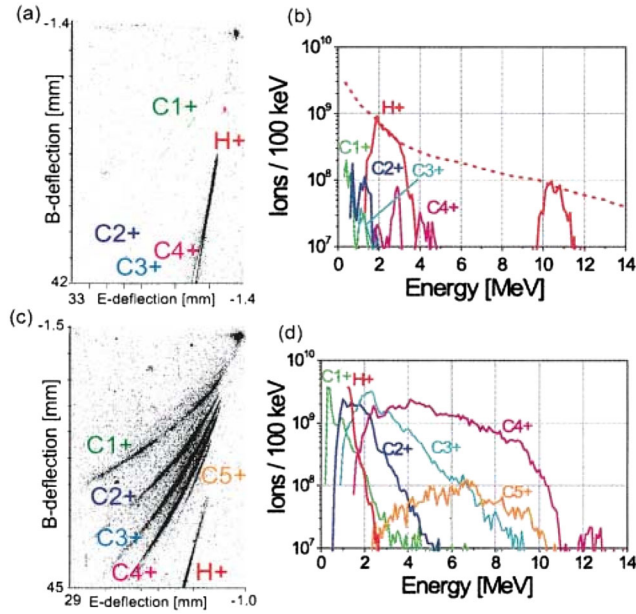 (a)
-1.4
B-deflection [mm]
C1+
H+
C2+
C4+
C3+
42
33 E-deflection [mm] -1.4
(b)
Ions / 100 keV
10^10
10^9
10^8
10^7
H+
C1+
C2+
C3+
C4+
0 2 4 6 8 10 12 14
Energy [MeV]
(c)
-1.5
B-deflection [mm]
C1+
C5+
C2+
C3+
C4+
H+
45
29 E-deflection [mm] -1.0
(d)
Ions / 100 keV
10^10
10^9
10^8
10^7
C1+
H+
C4+
C2+
C3+
C5+
0 2 4 6 8 10 12 14
Energy [MeV]